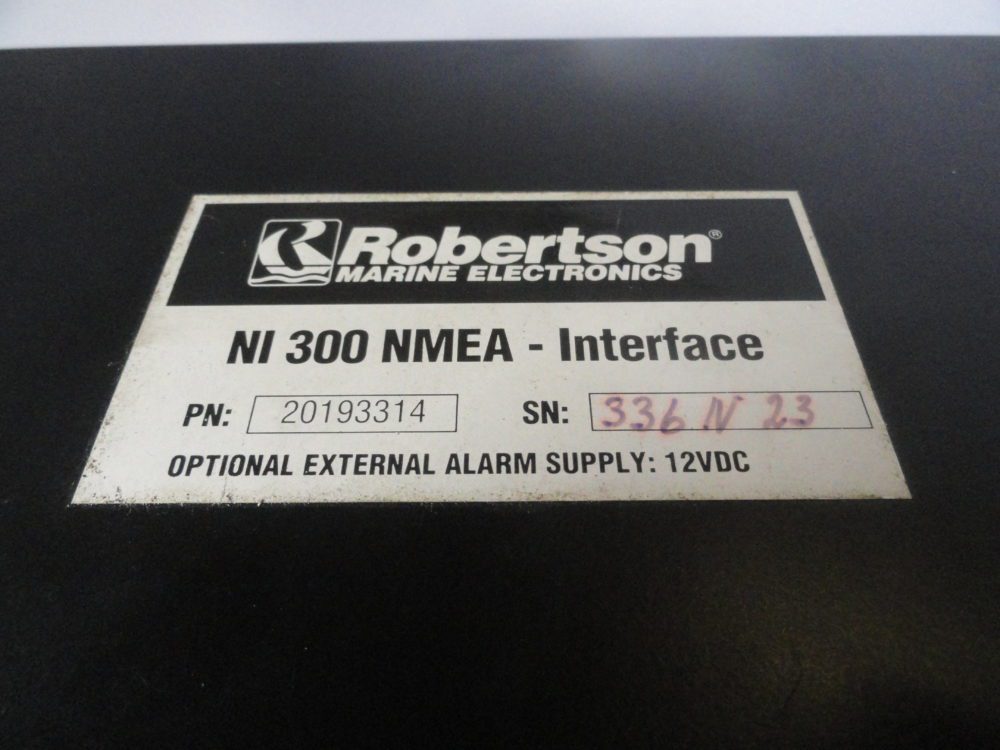 Robertson®
MARINE ELECTRONICS
NI 300 NMEA - Interface
PN: 20193314 SN: 336 N 23
OPTIONAL EXTERNAL ALARM SUPPLY: 12VDC